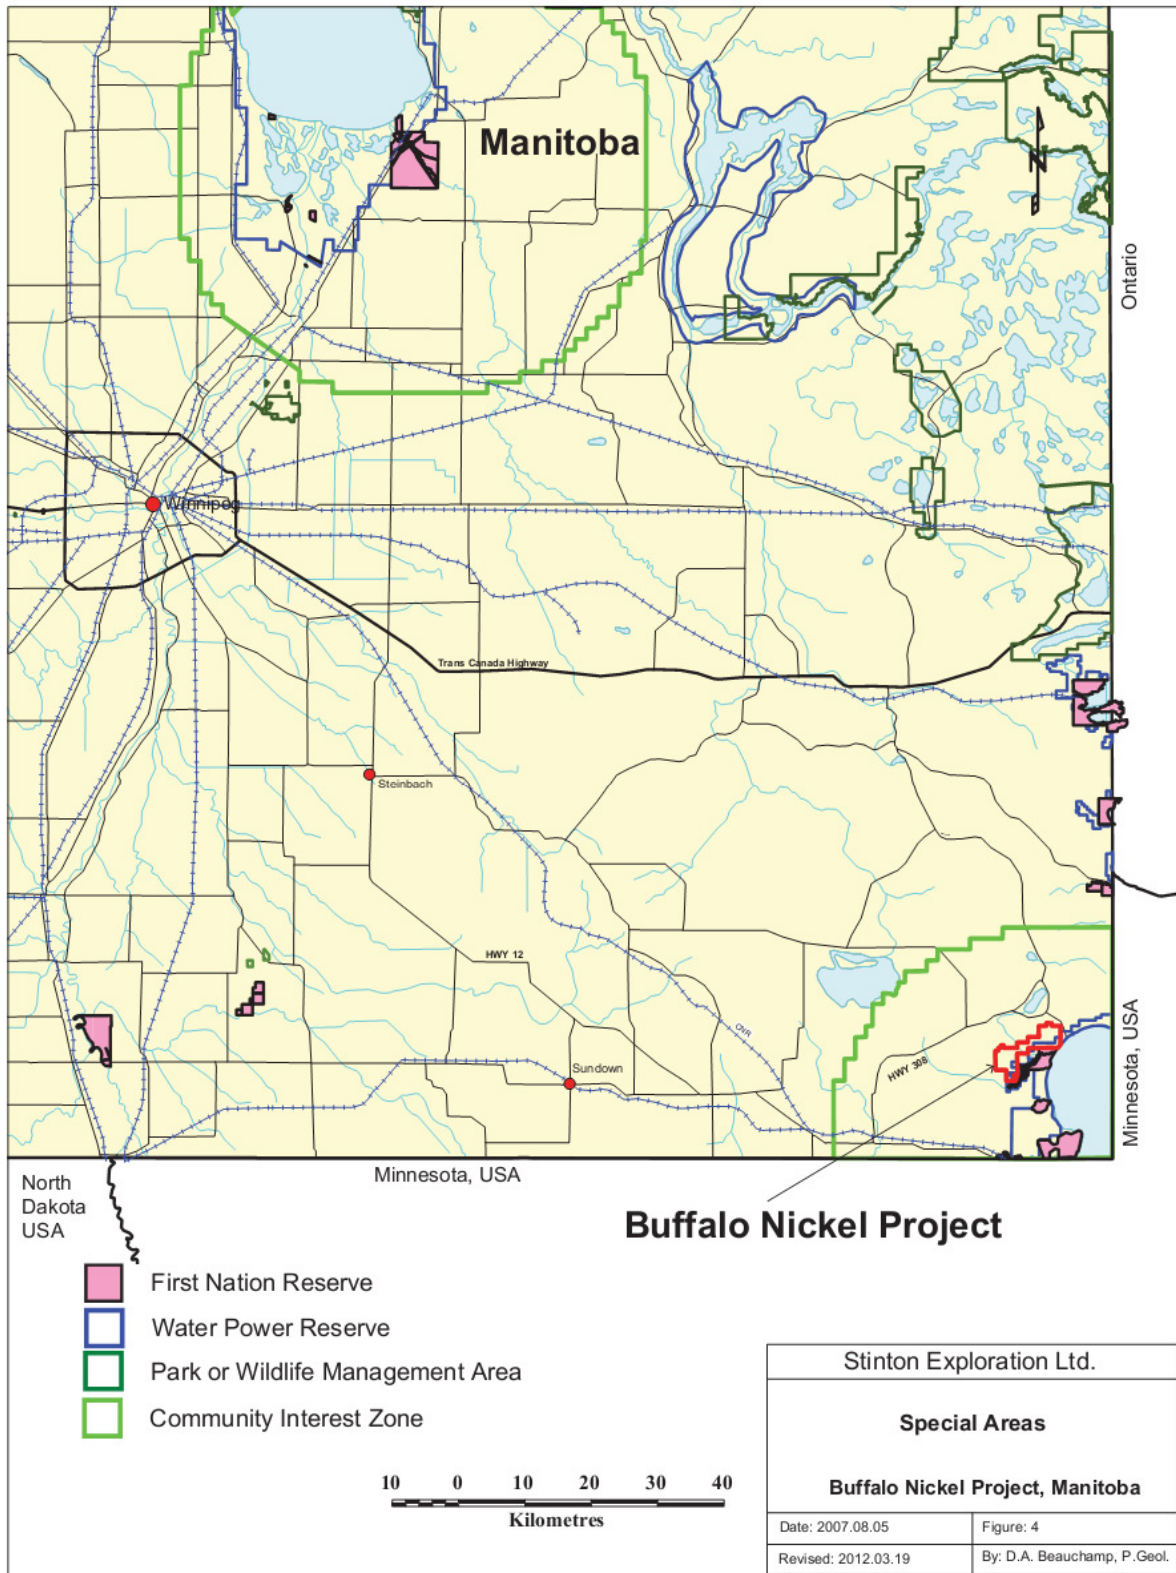 Manitoba
N
Ontario
Winnipeg
Trans Canada Highway
Steinbach
HWY 12
CNR
Sundown
HWY 308
Minnesota, USA
Minnesota, USA
North
Dakota
USA
Buffalo Nickel Project
First Nation Reserve
Water Power Reserve
Park or Wildlife Management Area
Community Interest Zone
10 0 10 20 30 40
Kilometres
Stinton Exploration Ltd.
Special Areas
Buffalo Nickel Project, Manitoba
Date: 2007.08.05
Figure: 4
Revised: 2012.03.19
By: D.A. Beauchamp, P.Geol.